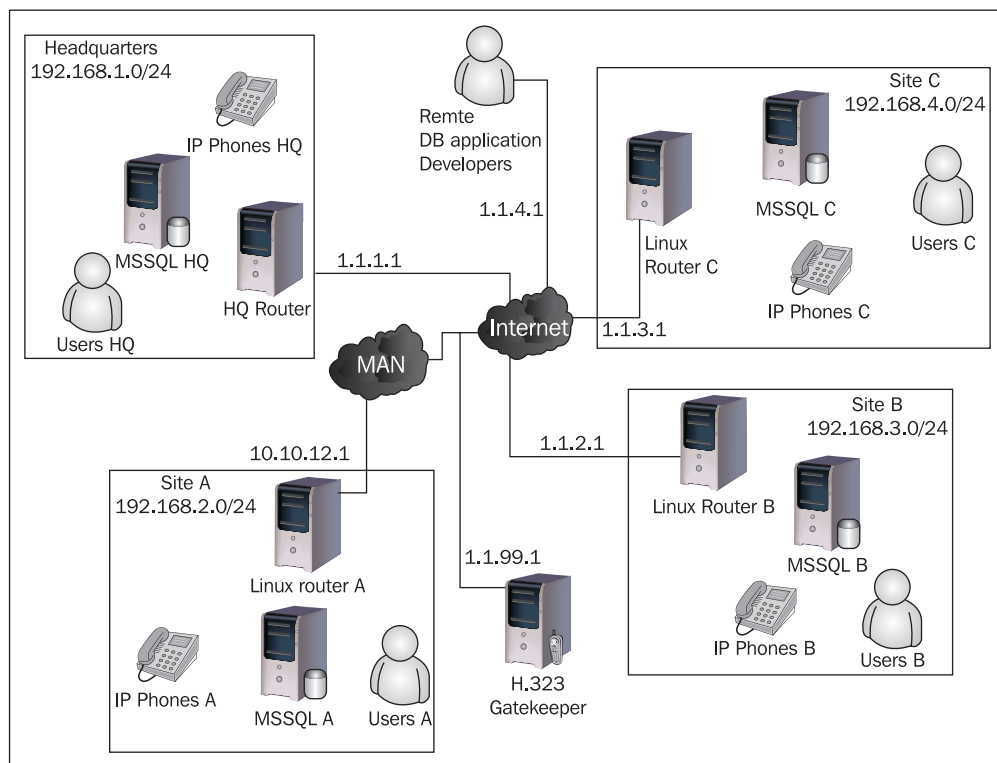 Headquarters
192.168.1.0/24
IP Phones HQ
MSSQL HQ
HQ Router
Users HQ
1.1.1.1
Remte
DB application
Developers
1.1.4.1
Site C
192.168.4.0/24
MSSQL C
Linux
Router C
Users C
IP Phones C
1.1.3.1
Internet
MAN
10.10.12.1
Site A
192.168.2.0/24
Linux router A
IP Phones A
MSSQL A
Users A
1.1.99.1
H.323
Gatekeeper
1.1.2.1
Site B
192.168.3.0/24
Linux Router B
MSSQL B
IP Phones B
Users B